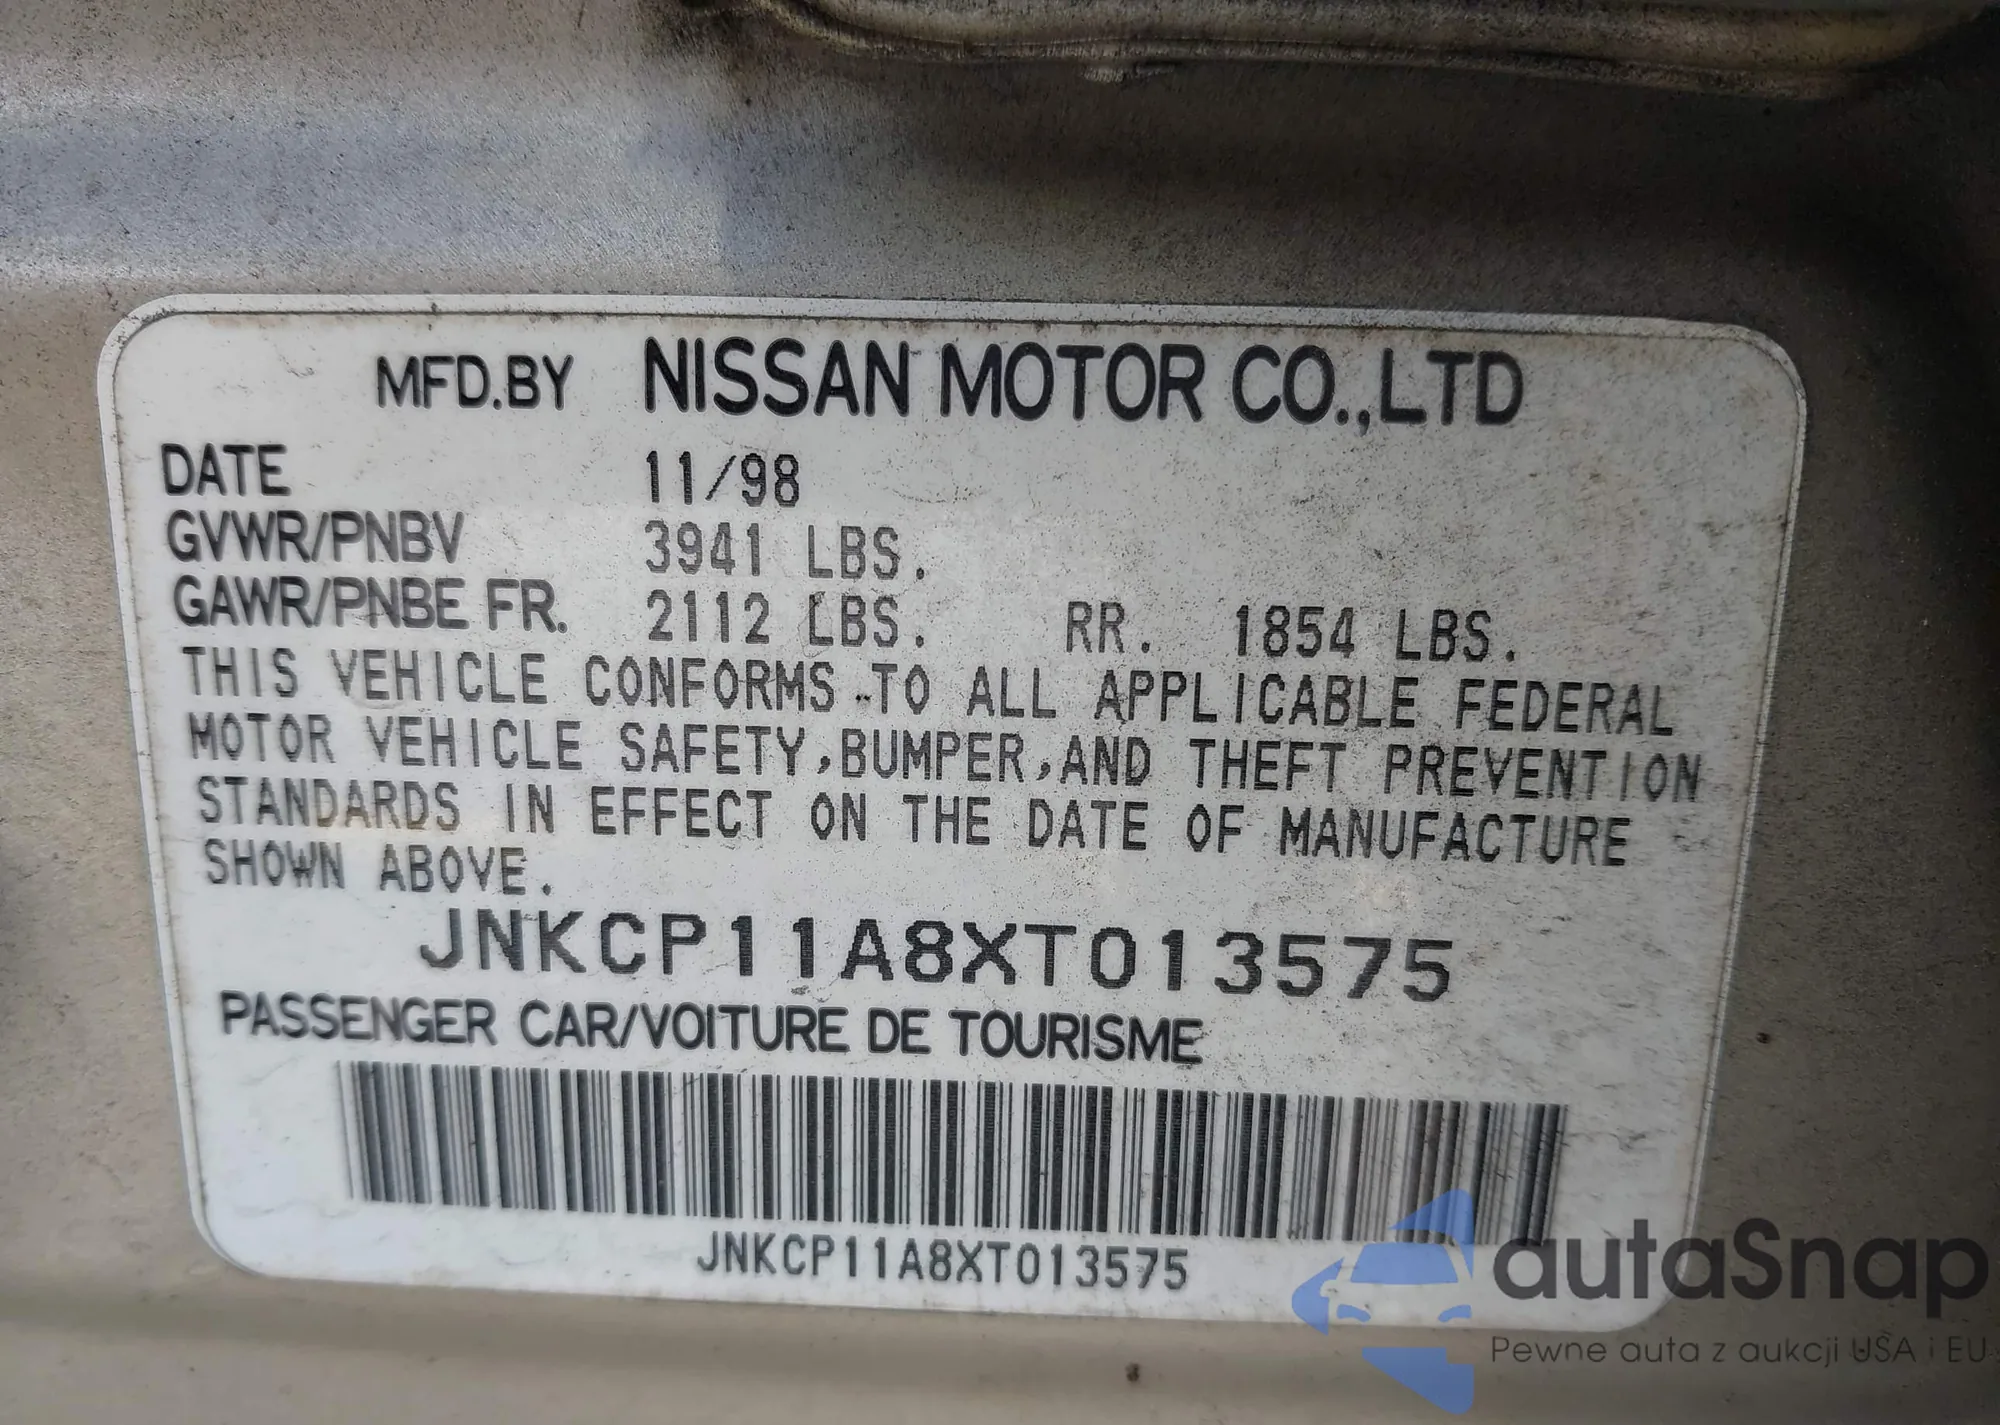 MFD.BY NISSAN MOTOR CO.,LTD
DATE 11/98
GVWR/PNBV 3941 LBS.
GAWR/PNBE FR. 2112 LBS. RR. 1854 LBS.
THIS VEHICLE CONFORMS TO ALL APPLICABLE FEDERAL
MOTOR VEHICLE SAFETY,BUMPER,AND THEFT PREVENTION
STANDARDS IN EFFECT ON THE DATE OF MANUFACTURE
SHOWN ABOVE.
JNKCP11A8XT013575
PASSENGER CAR/VOITURE DE TOURISME
JNKCP11A8XT013575
autaSnap
Pewne auta z aukcji USA i EU